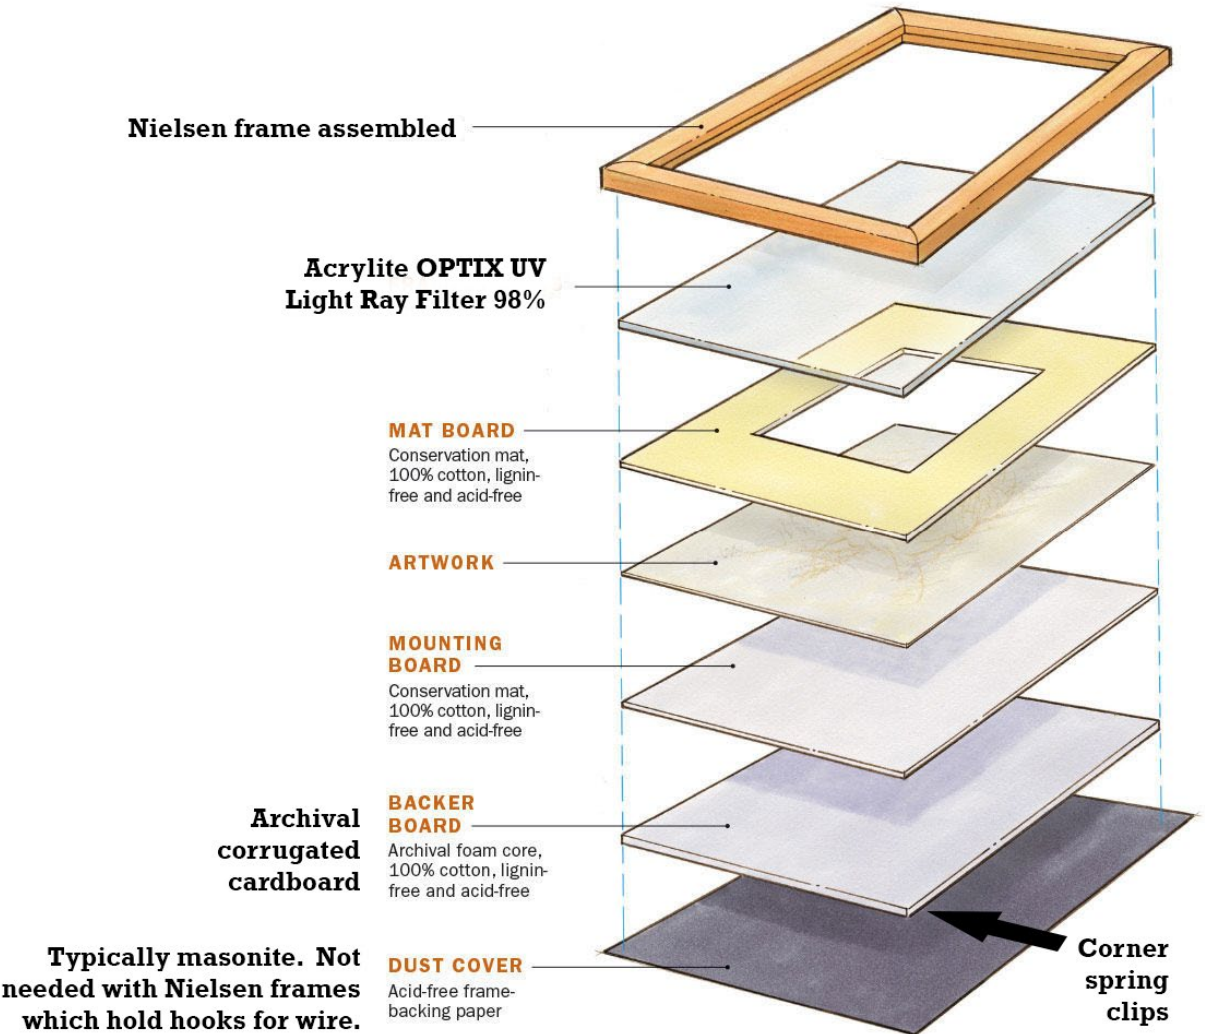 Nielsen frame assembled
Acrylite OPTIX UV
Light Ray Filter 98%
MAT BOARD
Conservation mat,
100% cotton, lignin-
free and acid-free
ARTWORK
MOUNTING
BOARD
Conservation mat,
100% cotton, lignin-
free and acid-free
Archival
corrugated
cardboard
BACKER
BOARD
Archival foam core,
100% cotton, lignin-
free and acid-free
Typically masonite.  Not
needed with Nielsen frames
which hold hooks for wire.
DUST COVER
Acid-free frame-
backing paper
Corner
spring
clips